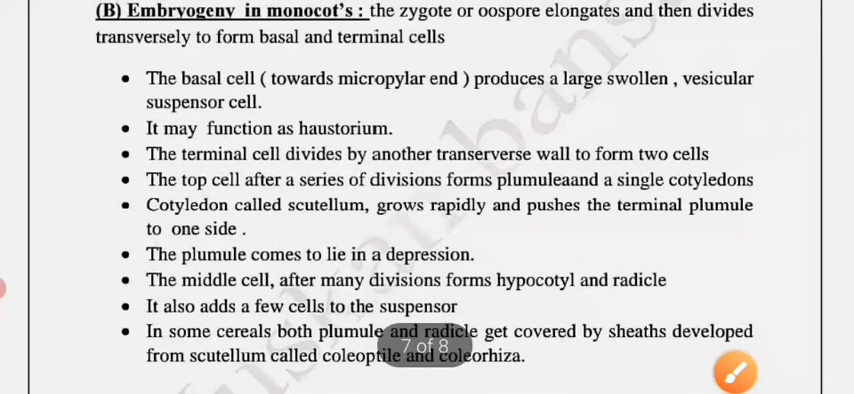 (B) Embryogeny in monocot's : the zygote or oospore elongates and then divides
transversely to form basal and terminal cells
• The basal cell ( towards micropylar end ) produces a large swollen , vesicular
suspensor cell.
• It may function as haustorium.
• The terminal cell divides by another transerverse wall to form two cells
• The top cell after a series of divisions forms plumuleaand a single cotyledons
• Cotyledon called scutellum, grows rapidly and pushes the terminal plumule
to one side .
• The plumule comes to lie in a depression.
• The middle cell, after many divisions forms hypocotyl and radicle
• It also adds a few cells to the suspensor
• In some cereals both plumule and radicle get covered by sheaths developed
from scutellum called coleoptile and coleorhiza.
7 of 8